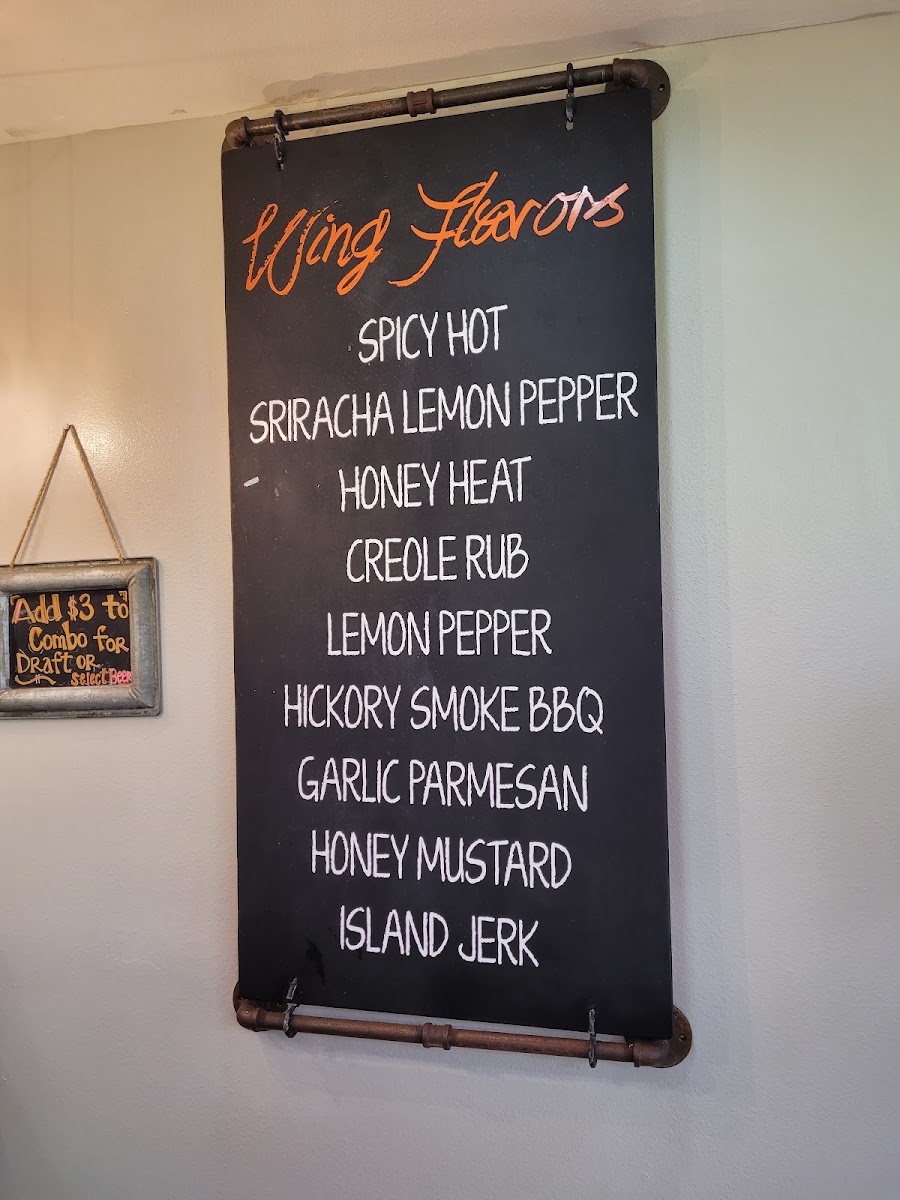 Wing Flavors
SPICY HOT
SRIRACHA LEMON PEPPER
HONEY HEAT
CREOLE RUB
LEMON PEPPER
HICKORY SMOKE BBQ
GARLIC PARMESAN
HONEY MUSTARD
ISLAND JERK
Add $3 to
Combo for
Draft or
select Beer